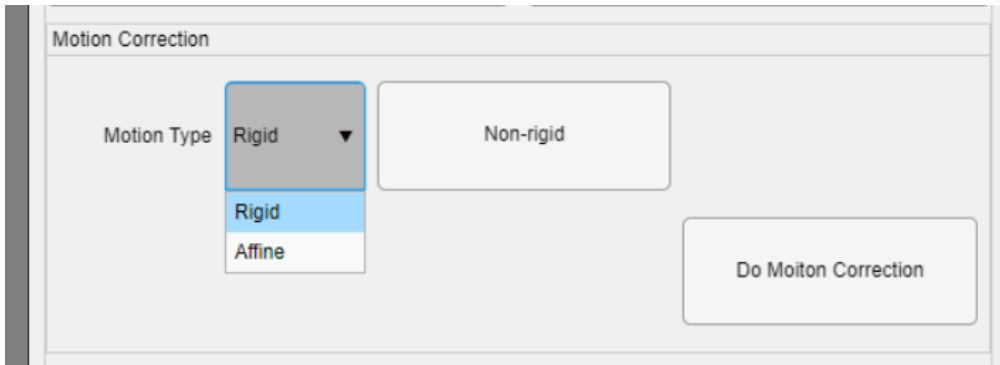 Motion Correction
Motion Type Rigid ▼ Non-rigid
Rigid
Affine
Do Moiton Correction